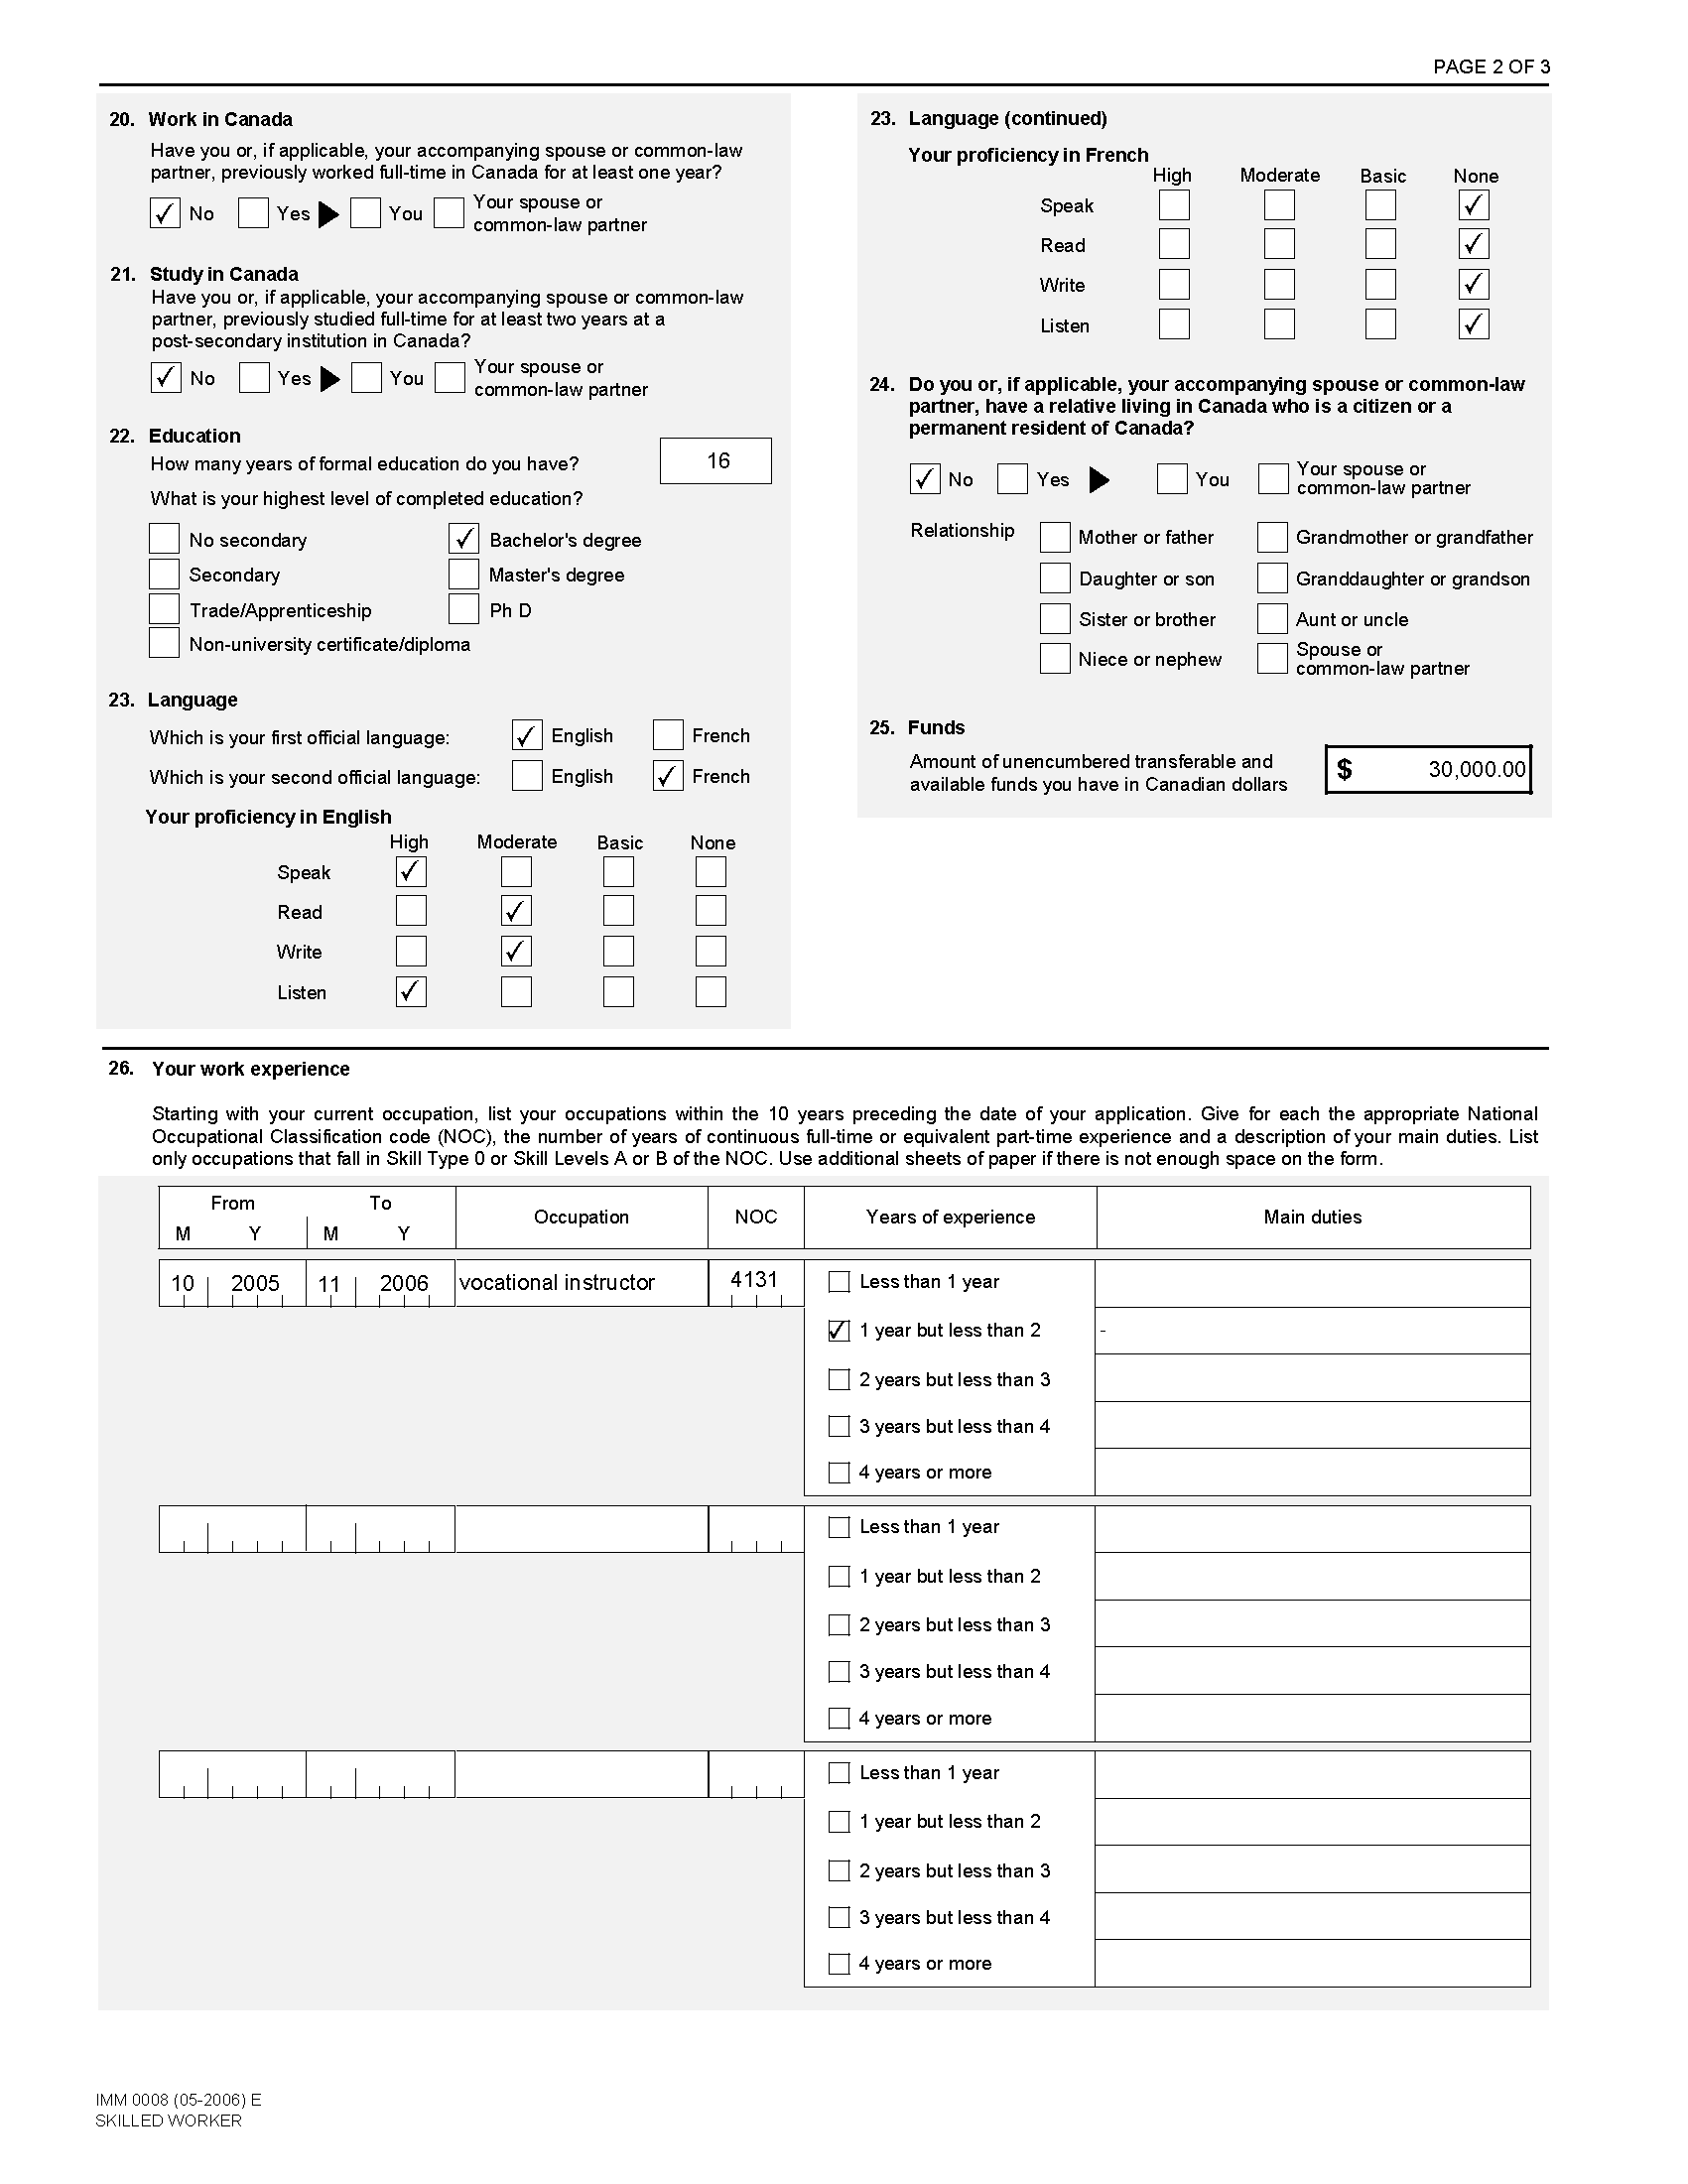 PAGE 2 OF 3
20. Work in Canada
Have you or, if applicable, your accompanying spouse or common-law
partner, previously worked full-time in Canada for at least one year?
✓ No Yes You Your spouse or
common-law partner
21. Study in Canada
Have you or, if applicable, your accompanying spouse or common-law
partner, previously studied full-time for at least two years at a
post-secondary institution in Canada?
✓ No Yes You Your spouse or
common-law partner
22. Education
How many years of formal education do you have? 16
What is your highest level of completed education?
No secondary ✓ Bachelor's degree
Secondary Master's degree
Trade/Apprenticeship Ph D
Non-university certificate/diploma
23. Language
Which is your first official language: ✓ English French
Which is your second official language: English ✓ French
Your proficiency in English
High Moderate Basic None
Speak ✓
Read ✓
Write ✓
Listen ✓
23. Language (continued)
Your proficiency in French
High Moderate Basic None
Speak ✓
Read ✓
Write ✓
Listen ✓
24. Do you or, if applicable, your accompanying spouse or common-law
partner, have a relative living in Canada who is a citizen or a
permanent resident of Canada?
✓ No Yes You Your spouse or
common-law partner
Relationship Mother or father Grandmother or grandfather
Daughter or son Granddaughter or grandson
Sister or brother Aunt or uncle
Niece or nephew Spouse or
common-law partner
25. Funds
Amount of unencumbered transferable and
available funds you have in Canadian dollars $ 30,000.00
26. Your work experience
Starting with your current occupation, list your occupations within the 10 years preceding the date of your application. Give for each the appropriate National
Occupational Classification code (NOC), the number of years of continuous full-time or equivalent part-time experience and a description of your main duties. List
only occupations that fall in Skill Type 0 or Skill Levels A or B of the NOC. Use additional sheets of paper if there is not enough space on the form.
From To Occupation NOC Years of experience Main duties
M Y M Y
10 2005 11 2006 vocational instructor 4131 Less than 1 year
✓ 1 year but less than 2 -
2 years but less than 3
3 years but less than 4
4 years or more
Less than 1 year
1 year but less than 2
2 years but less than 3
3 years but less than 4
4 years or more
Less than 1 year
1 year but less than 2
2 years but less than 3
3 years but less than 4
4 years or more
IMM 0008 (05-2006) E
SKILLED WORKER